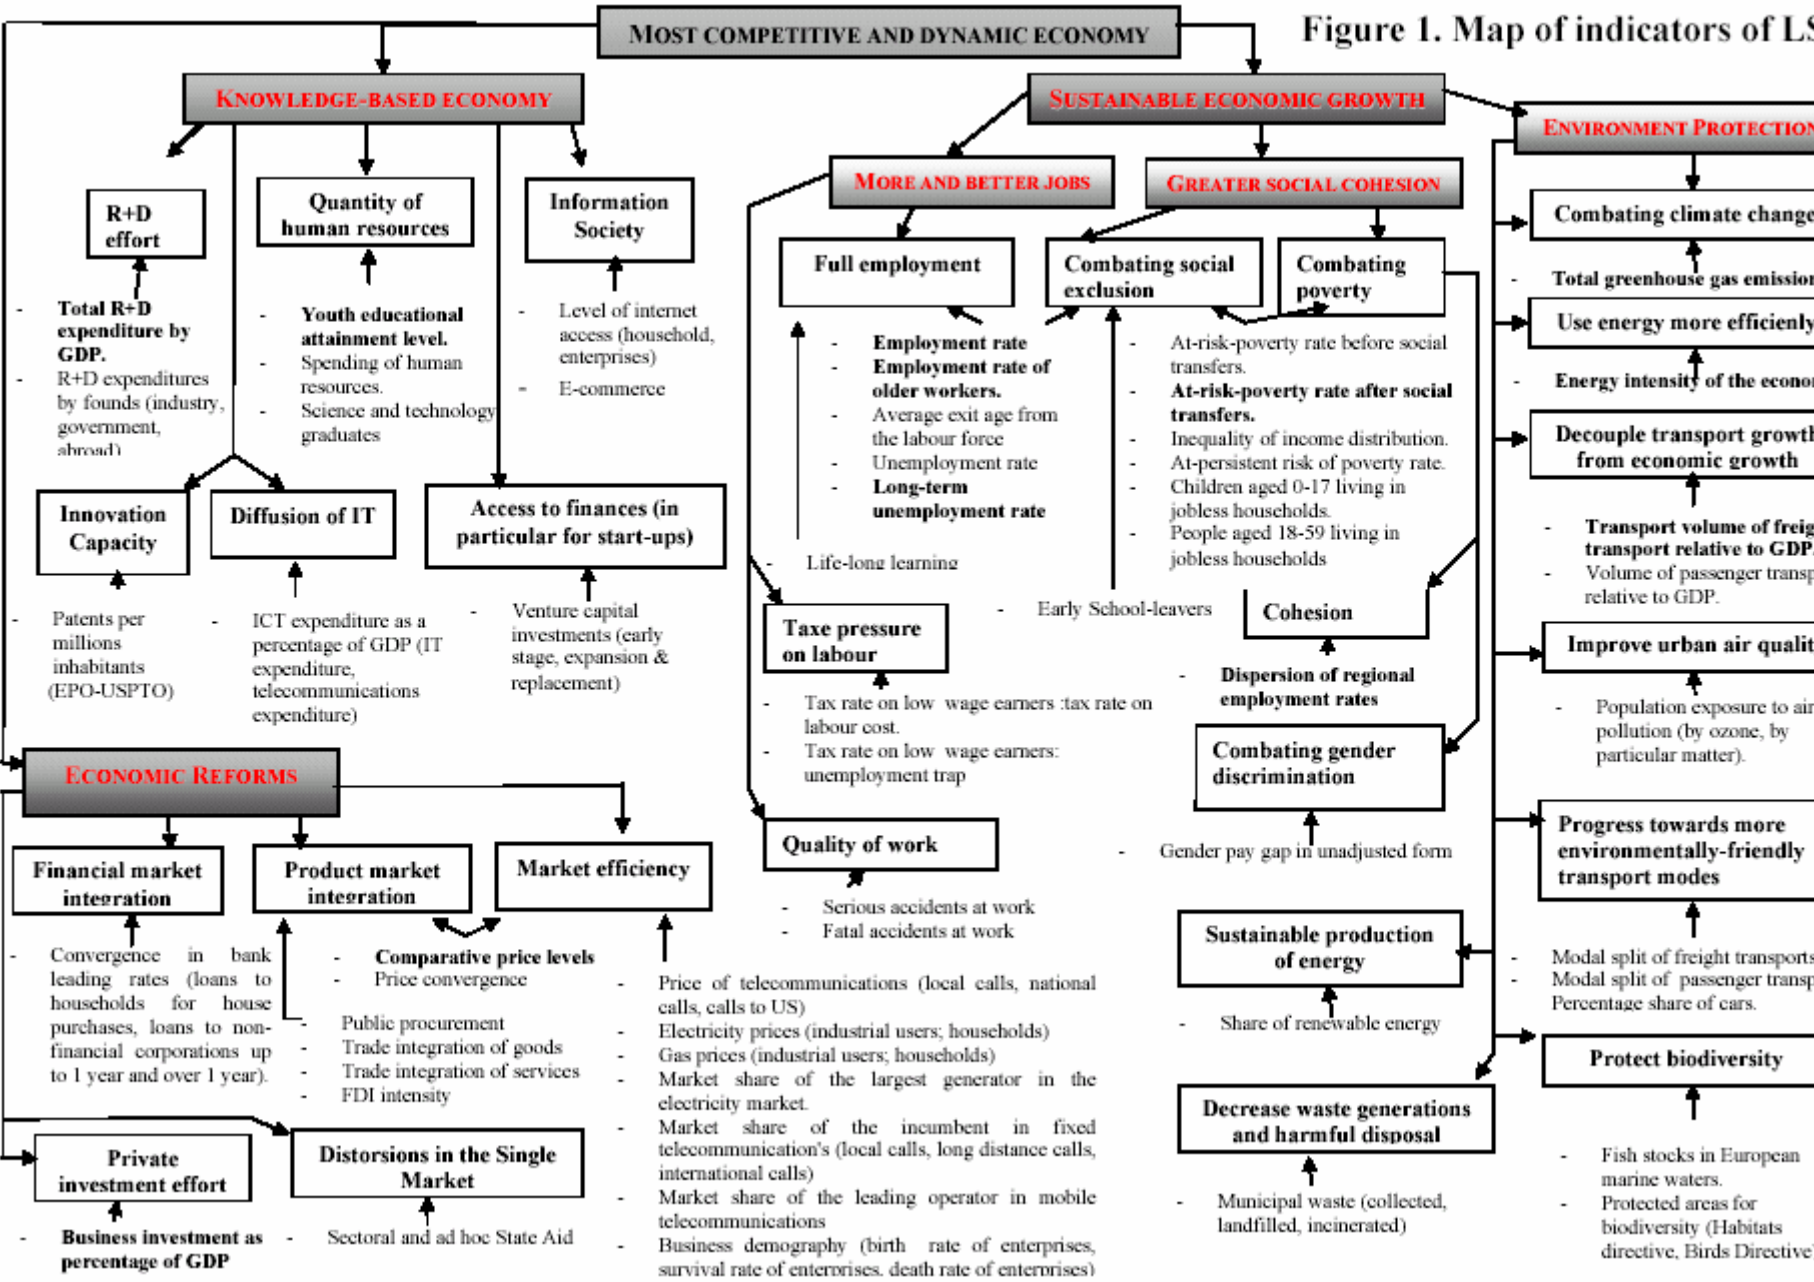 MOST COMPETITIVE AND DYNAMIC ECONOMY
Figure 1. Map of indicators of LS
KNOWLEDGE-BASED ECONOMY
SUSTAINABLE ECONOMIC GROWTH
ENVIRONMENT PROTECTION
MORE AND BETTER JOBS
GREATER SOCIAL COHESION
R+D
effort
Quantity of
human resources
Information
Society
- Total R+D
expenditure by
GDP.
- R+D expenditures
by founds (industry,
government,
abroad)
- Youth educational
attainment level.
- Spending of human
resources.
- Science and technology
graduates
- Level of internet
access (household,
enterprises)
- E-commerce
Innovation
Capacity
Diffusion of IT
Access to finances (in
particular for start-ups)
- Patents per
millions
inhabitants
(EPO-USPTO)
- ICT expenditure as a
percentage of GDP (IT
expenditure,
telecommunications
expenditure)
- Venture capital
investments (early
stage, expansion &
replacement)
Full employment
Combating social
exclusion
Combating
poverty
- Employment rate
- Employment rate of
older workers.
- Average exit age from
the labour force
- Unemployment rate
- Long-term
unemployment rate
- Life-long learning
- At-risk-poverty rate before social
transfers.
- At-risk-poverty rate after social
transfers.
- Inequality of income distribution.
- At-persistent risk of poverty rate.
- Children aged 0-17 living in
jobless households.
- People aged 18-59 living in
jobless households
- Early School-leavers
Taxe pressure
on labour
- Tax rate on low wage earners :tax rate on
labour cost.
- Tax rate on low wage earners:
unemployment trap
Cohesion
- Dispersion of regional
employment rates
Combating gender
discrimination
- Gender pay gap in unadjusted form
Quality of work
- Serious accidents at work
- Fatal accidents at work
Combating climate change
- Total greenhouse gas emission
Use energy more efficienly
- Energy intensity of the econo
Decouple transport growth
from economic growth
- Transport volume of freig
transport relative to GDP.
- Volume of passenger transp
relative to GDP.
Improve urban air qualit
- Population exposure to air
pollution (by ozone, by
particular matter).
Progress towards more
environmentally-friendly
transport modes
- Modal split of freight transports
- Modal split of passenger transp
Percentage share of cars.
Sustainable production
of energy
- Share of renewable energy
Protect biodiversity
- Fish stocks in European
marine waters.
- Protected areas for
biodiversity (Habitats
directive, Birds Directive)
Decrease waste generations
and harmful disposal
- Municipal waste (collected,
landfilled, incinerated)
ECONOMIC REFORMS
Financial market
integration
Product market
integration
Market efficiency
- Convergence in bank
leading rates (loans to
households for house
purchases, loans to non-
financial corporations up
to 1 year and over 1 year).
- Comparative price levels
- Price convergence
- Public procurement
- Trade integration of goods
- Trade integration of services
- FDI intensity
- Price of telecommunications (local calls, national
calls, calls to US)
- Electricity prices (industrial users; households)
- Gas prices (industrial users; households)
- Market share of the largest generator in the
electricity market.
- Market share of the incumbent in fixed
telecommunication's (local calls, long distance calls,
international calls)
- Market share of the leading operator in mobile
telecommunications
- Business demography (birth rate of enterprises,
survival rate of enterprises, death rate of enterprises)
Private
investment effort
Distorsions in the Single
Market
- Business investment as
percentage of GDP
- Sectoral and ad hoc State Aid